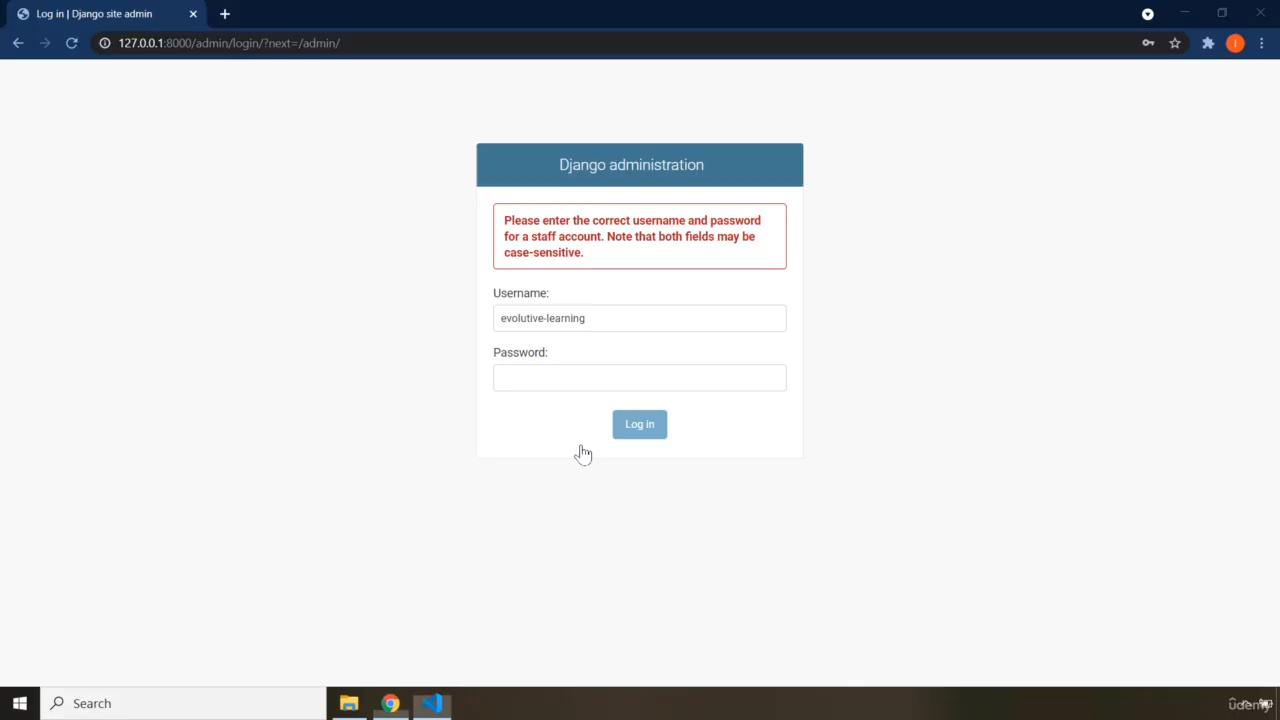 Log in | Django site admin
127.0.0.1:8000/admin/login/?next=/admin/
I
Django administration
Please enter the correct username and password
for a staff account. Note that both fields may be
case-sensitive.
Username:
evolutive-learning
Password:
Log in
Search
udemy